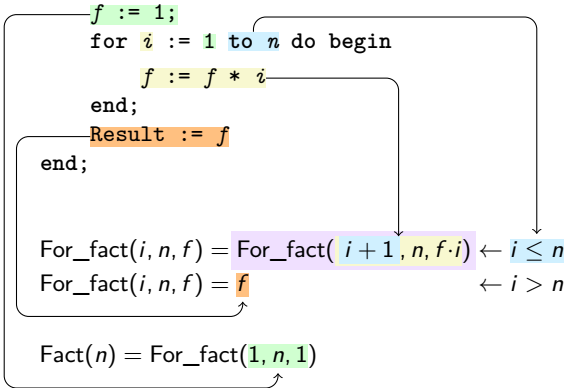 f := 1;
for i := 1 to n do begin
f := f * i
end;
Result := f
end;
For_fact(i, n, f) = For_fact( i + 1 , n, f·i) ← i ≤ n
For_fact(i, n, f) = f ← i > n
Fact(n) = For_fact(1, n, 1)